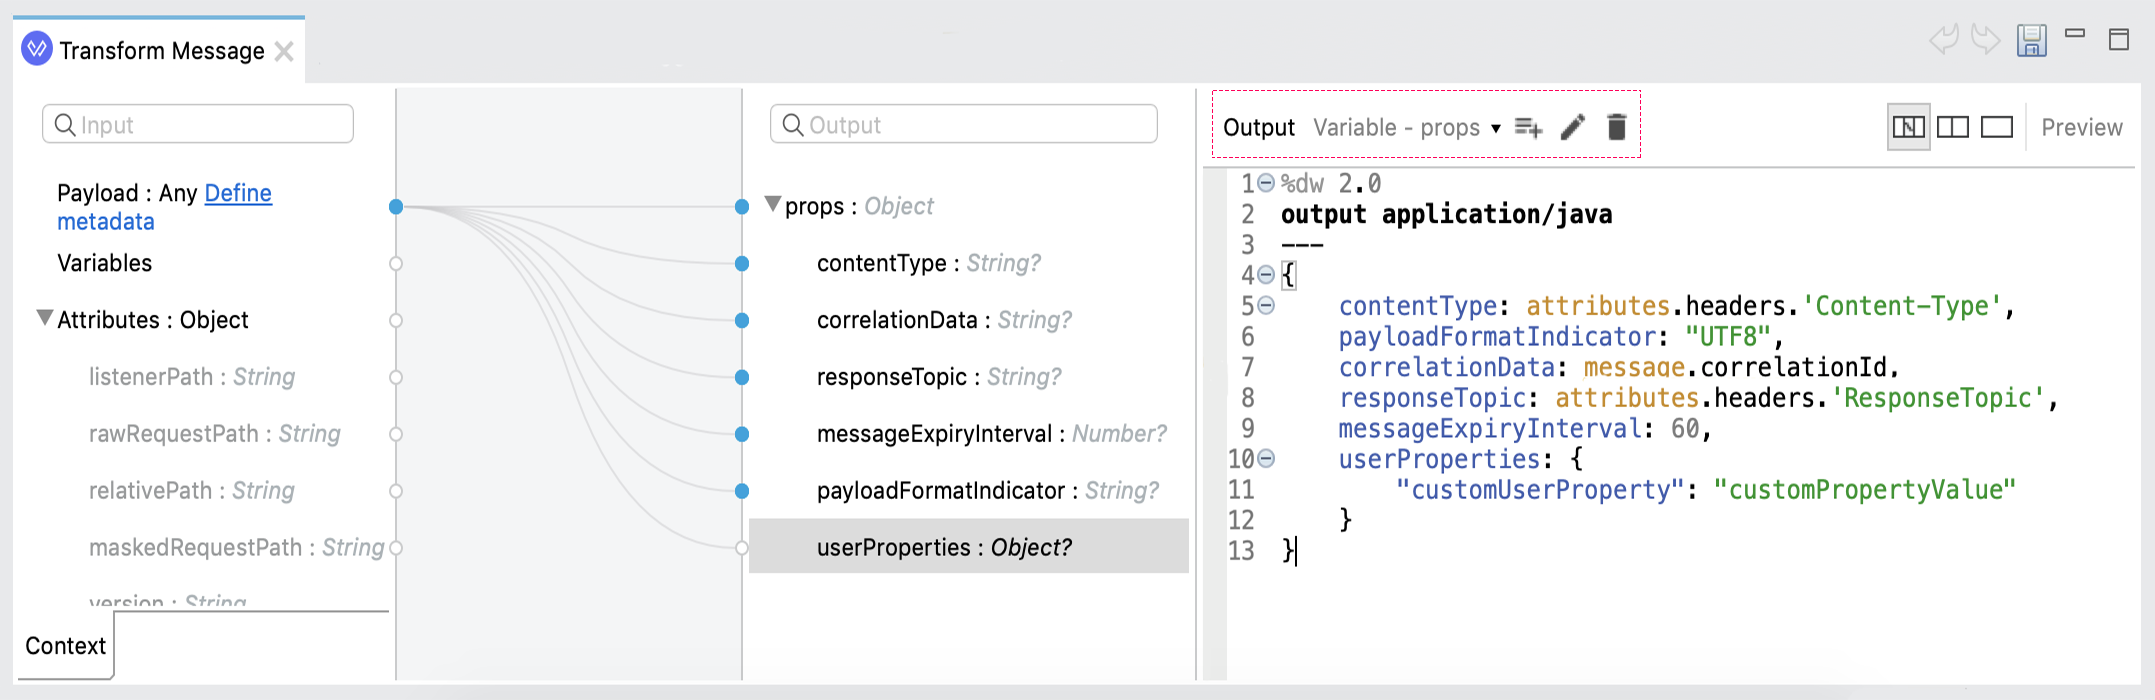 Transform Message
Input
Payload : Any Define
metadata
Variables
Attributes : Object
listenerPath : String
rawRequestPath : String
relativePath : String
maskedRequestPath : String
version : String
Context
Output
props : Object
contentType : String?
correlationData : String?
responseTopic : String?
messageExpiryInterval : Number?
payloadFormatIndicator : String?
userProperties : Object?
Output Variable - props Preview
1 %dw 2.0
2 output application/java
3 ---
4 {
5 contentType: attributes.headers.'Content-Type',
6 payloadFormatIndicator: "UTF8",
7 correlationData: message.correlationId,
8 responseTopic: attributes.headers.'ResponseTopic',
9 messageExpiryInterval: 60,
10 userProperties: {
11 "customUserProperty": "customPropertyValue"
12 }
13 }